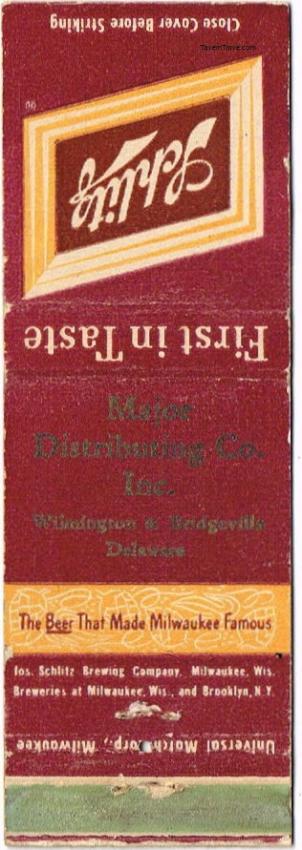 Close Cover Before Striking
TavernTrove.com
Schlitz
First in Taste
Major
Distributing Co.
Inc.
Wilmington & Bridgeville
Delaware
The Beer That Made Milwaukee Famous
Jos. Schlitz Brewing Company, Milwaukee, Wis.
Breweries at Milwaukee, Wis., and Brooklyn, N.Y.
Universal Match Corp., Milwaukee